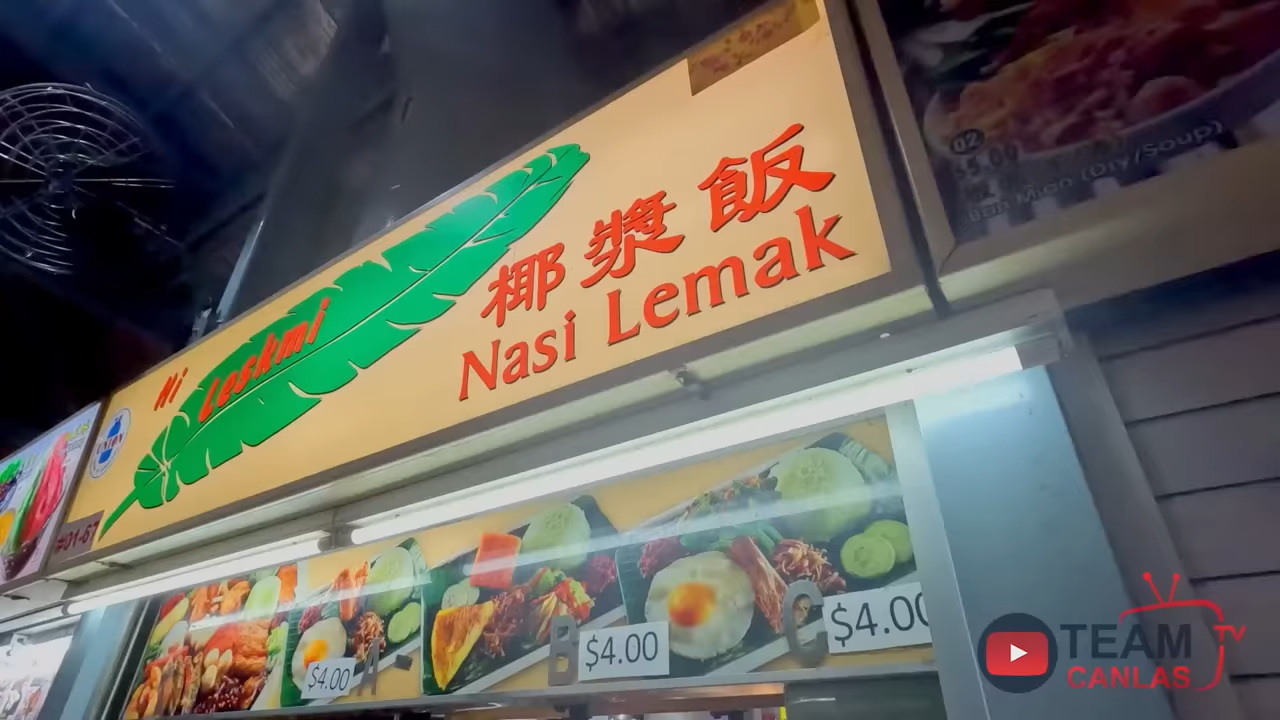 椰漿飯
Nasi Lemak
Hi Leskmi
UNION
#01-67
02
$5.00
Ban Mian (Dry/Soup)
A
$4.00
B
$4.00
C
$4.00
TEAM
CANLAS
TV